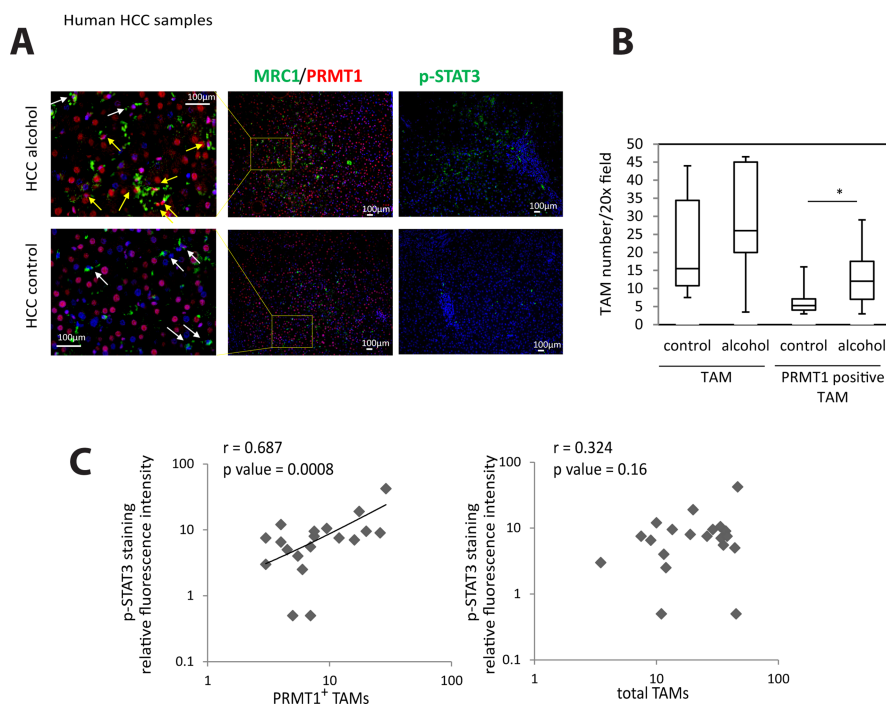 Human HCC samples
A
B
MRC1/PRMT1
p-STAT3
HCC alcohol
100µm
100µm
100µm
HCC control
100µm
100µm
100µm
TAM number/20x field
50
45
40
35
30
25
20
15
10
5
0
*
control alcohol control alcohol
TAM
PRMT1 positive
TAM
C
r = 0.687
p value = 0.0008
p-STAT3 staining
relative fluorescence intensity
100
10
1
0.1
1 10 100
PRMT1+ TAMs
r = 0.324
p value = 0.16
p-STAT3 staining
relative fluorescence intensity
100
10
1
0.1
1 10 100
total TAMs